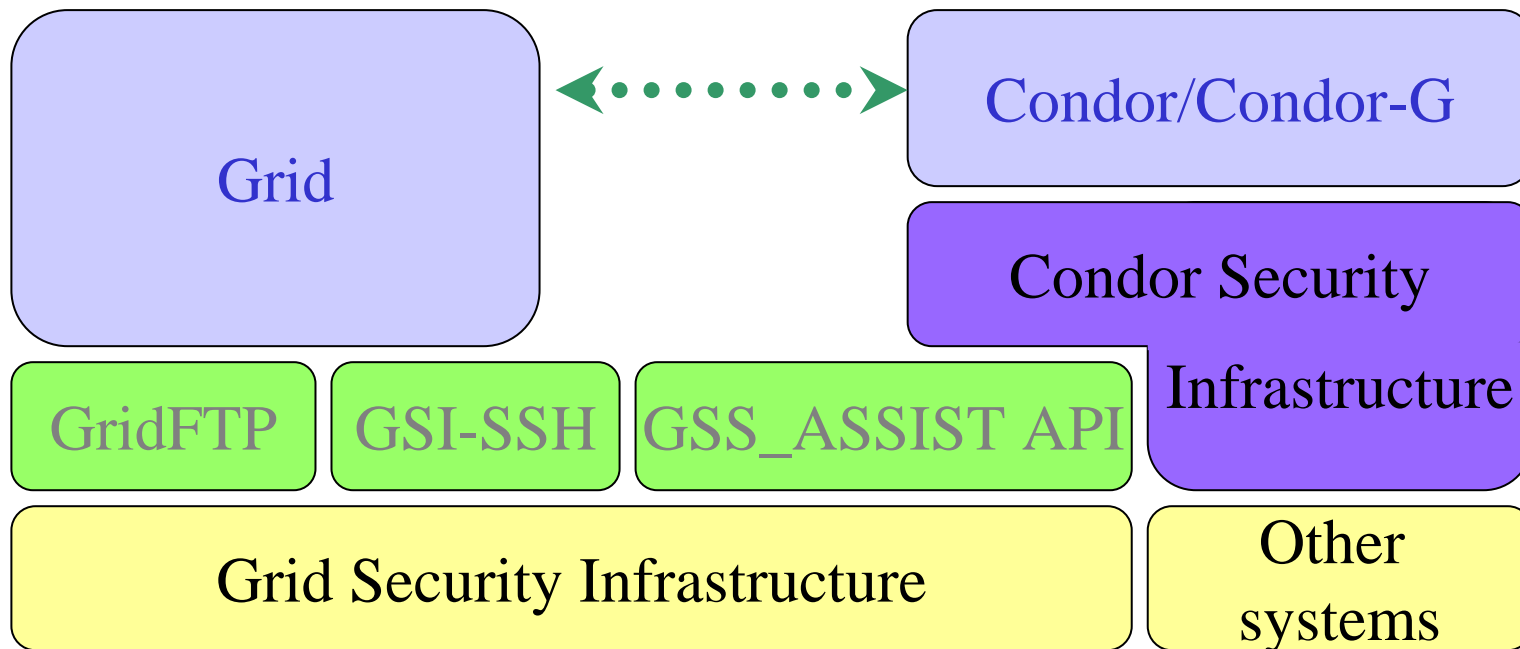 Grid
Condor/Condor-G
Condor Security
Infrastructure
GridFTP
GSI-SSH
GSS_ASSIST API
Grid Security Infrastructure
Other
systems